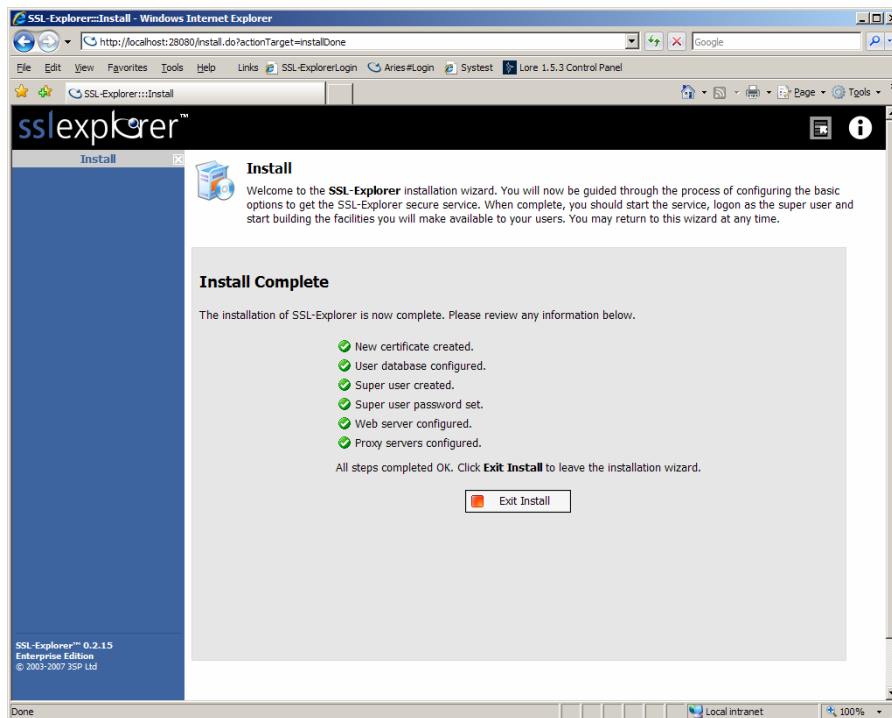 SSL-Explorer:::Install - Windows Internet Explorer
http://localhost:28080/install.do?actionTarget=installDone
Google
File Edit View Favorites Tools Help Links SSL-ExplorerLogin Aries#Login Systest Lore 1.5.3 Control Panel
SSL-Explorer:::Install
Page Tools
sslexplorer™
Install
Install
Welcome to the SSL-Explorer installation wizard. You will now be guided through the process of configuring the basic
options to get the SSL-Explorer secure service. When complete, you should start the service, logon as the super user and
start building the facilities you will make available to your users. You may return to this wizard at any time.
Install Complete
The installation of SSL-Explorer is now complete. Please review any information below.
New certificate created.
User database configured.
Super user created.
Super user password set.
Web server configured.
Proxy servers configured.
All steps completed OK. Click Exit Install to leave the installation wizard.
Exit Install
SSL-Explorer™ 0.2.15
Enterprise Edition
© 2003-2007 3SP Ltd
Done
Local intranet
100%